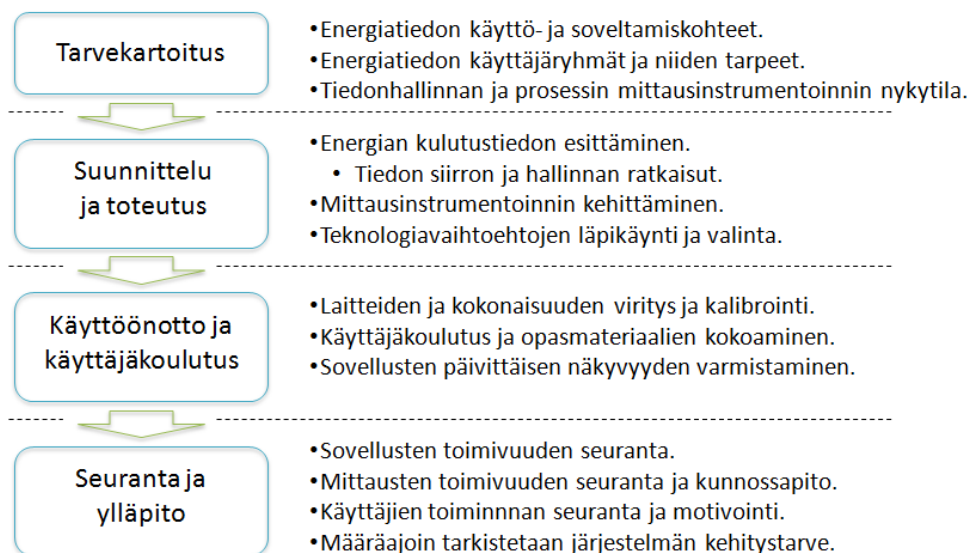 Tarvekartoitus
•Energiatiedon käyttö- ja soveltamiskohteet.
•Energiatiedon käyttäjäryhmät ja niiden tarpeet.
•Tiedonhallinnan ja prosessin mittausinstrumentoinnin nykytila.
Suunnittelu
ja toteutus
•Energian kulutustiedon esittäminen.
• Tiedon siirron ja hallinnan ratkaisut.
•Mittausinstrumentoinnin kehittäminen.
•Teknologiavaihtoehtojen läpikäynti ja valinta.
Käyttöönotto ja
käyttäjäkoulutus
•Laitteiden ja kokonaisuuden viritys ja kalibrointi.
•Käyttäjäkoulutus ja opasmateriaalien kokoaminen.
•Sovellusten päivittäisen näkyvyyden varmistaminen.
Seuranta ja
ylläpito
•Sovellusten toimivuuden seuranta.
•Mittausten toimivuuden seuranta ja kunnossapito.
•Käyttäjien toiminnnan seuranta ja motivointi.
•Määräajoin tarkistetaan järjestelmän kehitystarve.